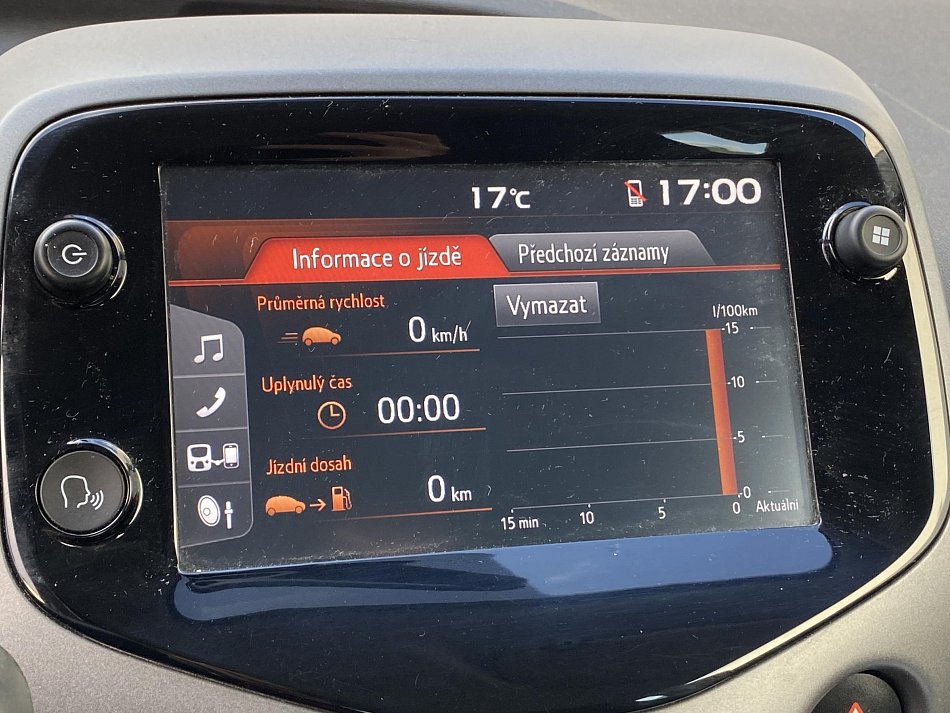 17°C
17:00
Informace o jízdě
Předchozí záznamy
Průměrná rychlost
0 km/h
Uplynulý čas
00:00
Jízdní dosah
0 km
Vymazat
l/100km
15
10
5
0
15 min 10 5 0 Aktuální